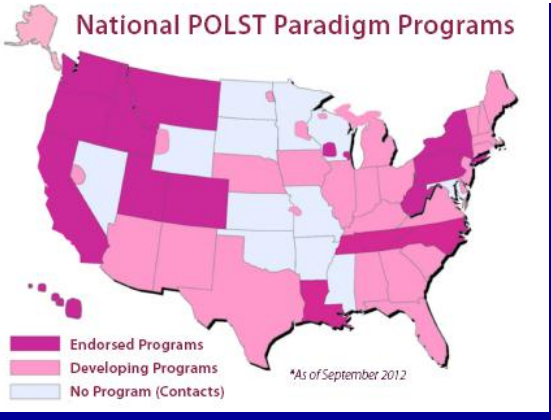 National POLST Paradigm Programs
Endorsed Programs
Developing Programs
*As of September 2012
No Program (Contacts)